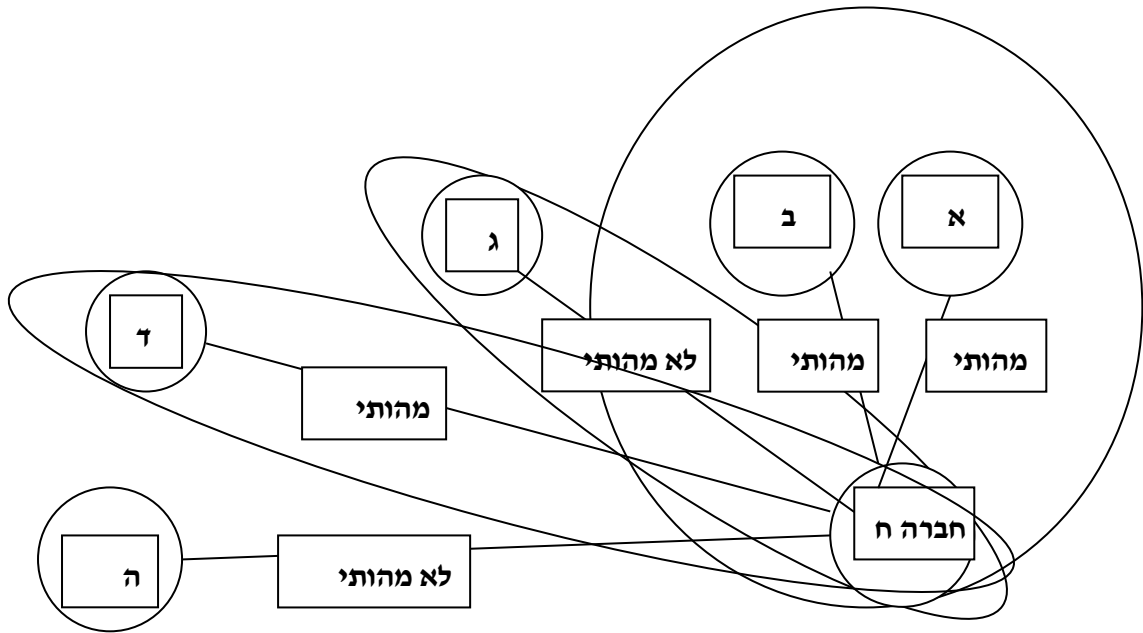 א
ב
ג
ד
מהותי
מהותי
לא מהותי
מהותי
חברה ח
לא מהותי
ה